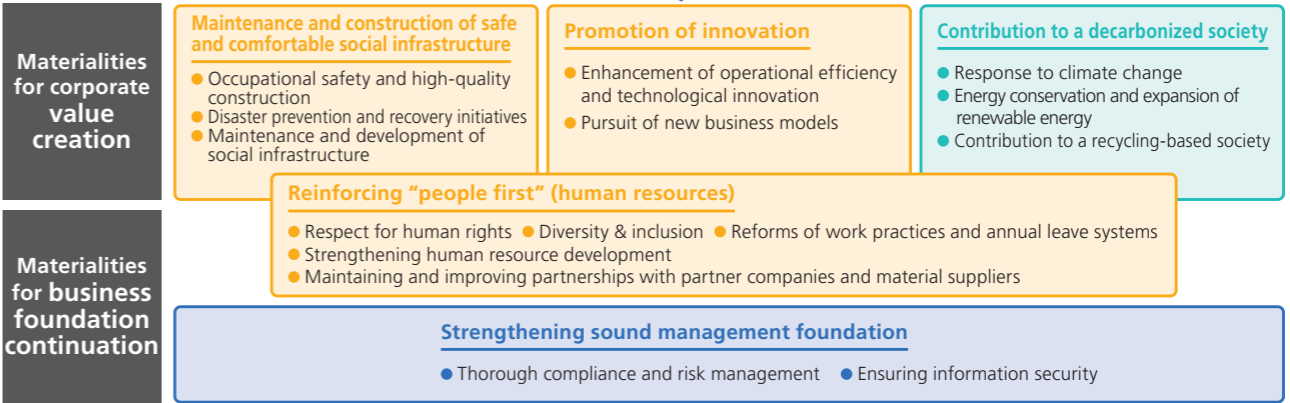 Materialities
for corporate
value
creation
Maintenance and construction of safe
and comfortable social infrastructure
● Occupational safety and high-quality
construction
● Disaster prevention and recovery initiatives
● Maintenance and development of
social infrastructure
Promotion of innovation
● Enhancement of operational efficiency
and technological innovation
● Pursuit of new business models
Contribution to a decarbonized society
● Response to climate change
● Energy conservation and expansion of
renewable energy
● Contribution to a recycling-based society
Reinforcing “people first” (human resources)
● Respect for human rights ● Diversity & inclusion ● Reforms of work practices and annual leave systems
● Strengthening human resource development
● Maintaining and improving partnerships with partner companies and material suppliers
Materialities
for business
foundation
continuation
Strengthening sound management foundation
● Thorough compliance and risk management ● Ensuring information security